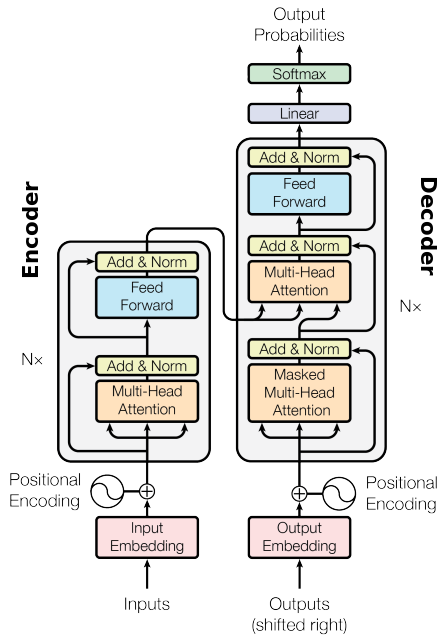 Output
Probabilities
Softmax
Linear
Add & Norm
Feed
Forward
Add & Norm
Multi-Head
Attention
Add & Norm
Masked
Multi-Head
Attention
Decoder
N×
Encoder
Add & Norm
Feed
Forward
N×
Add & Norm
Multi-Head
Attention
Positional
Encoding
Positional
Encoding
Input
Embedding
Output
Embedding
Inputs
Outputs
(shifted right)